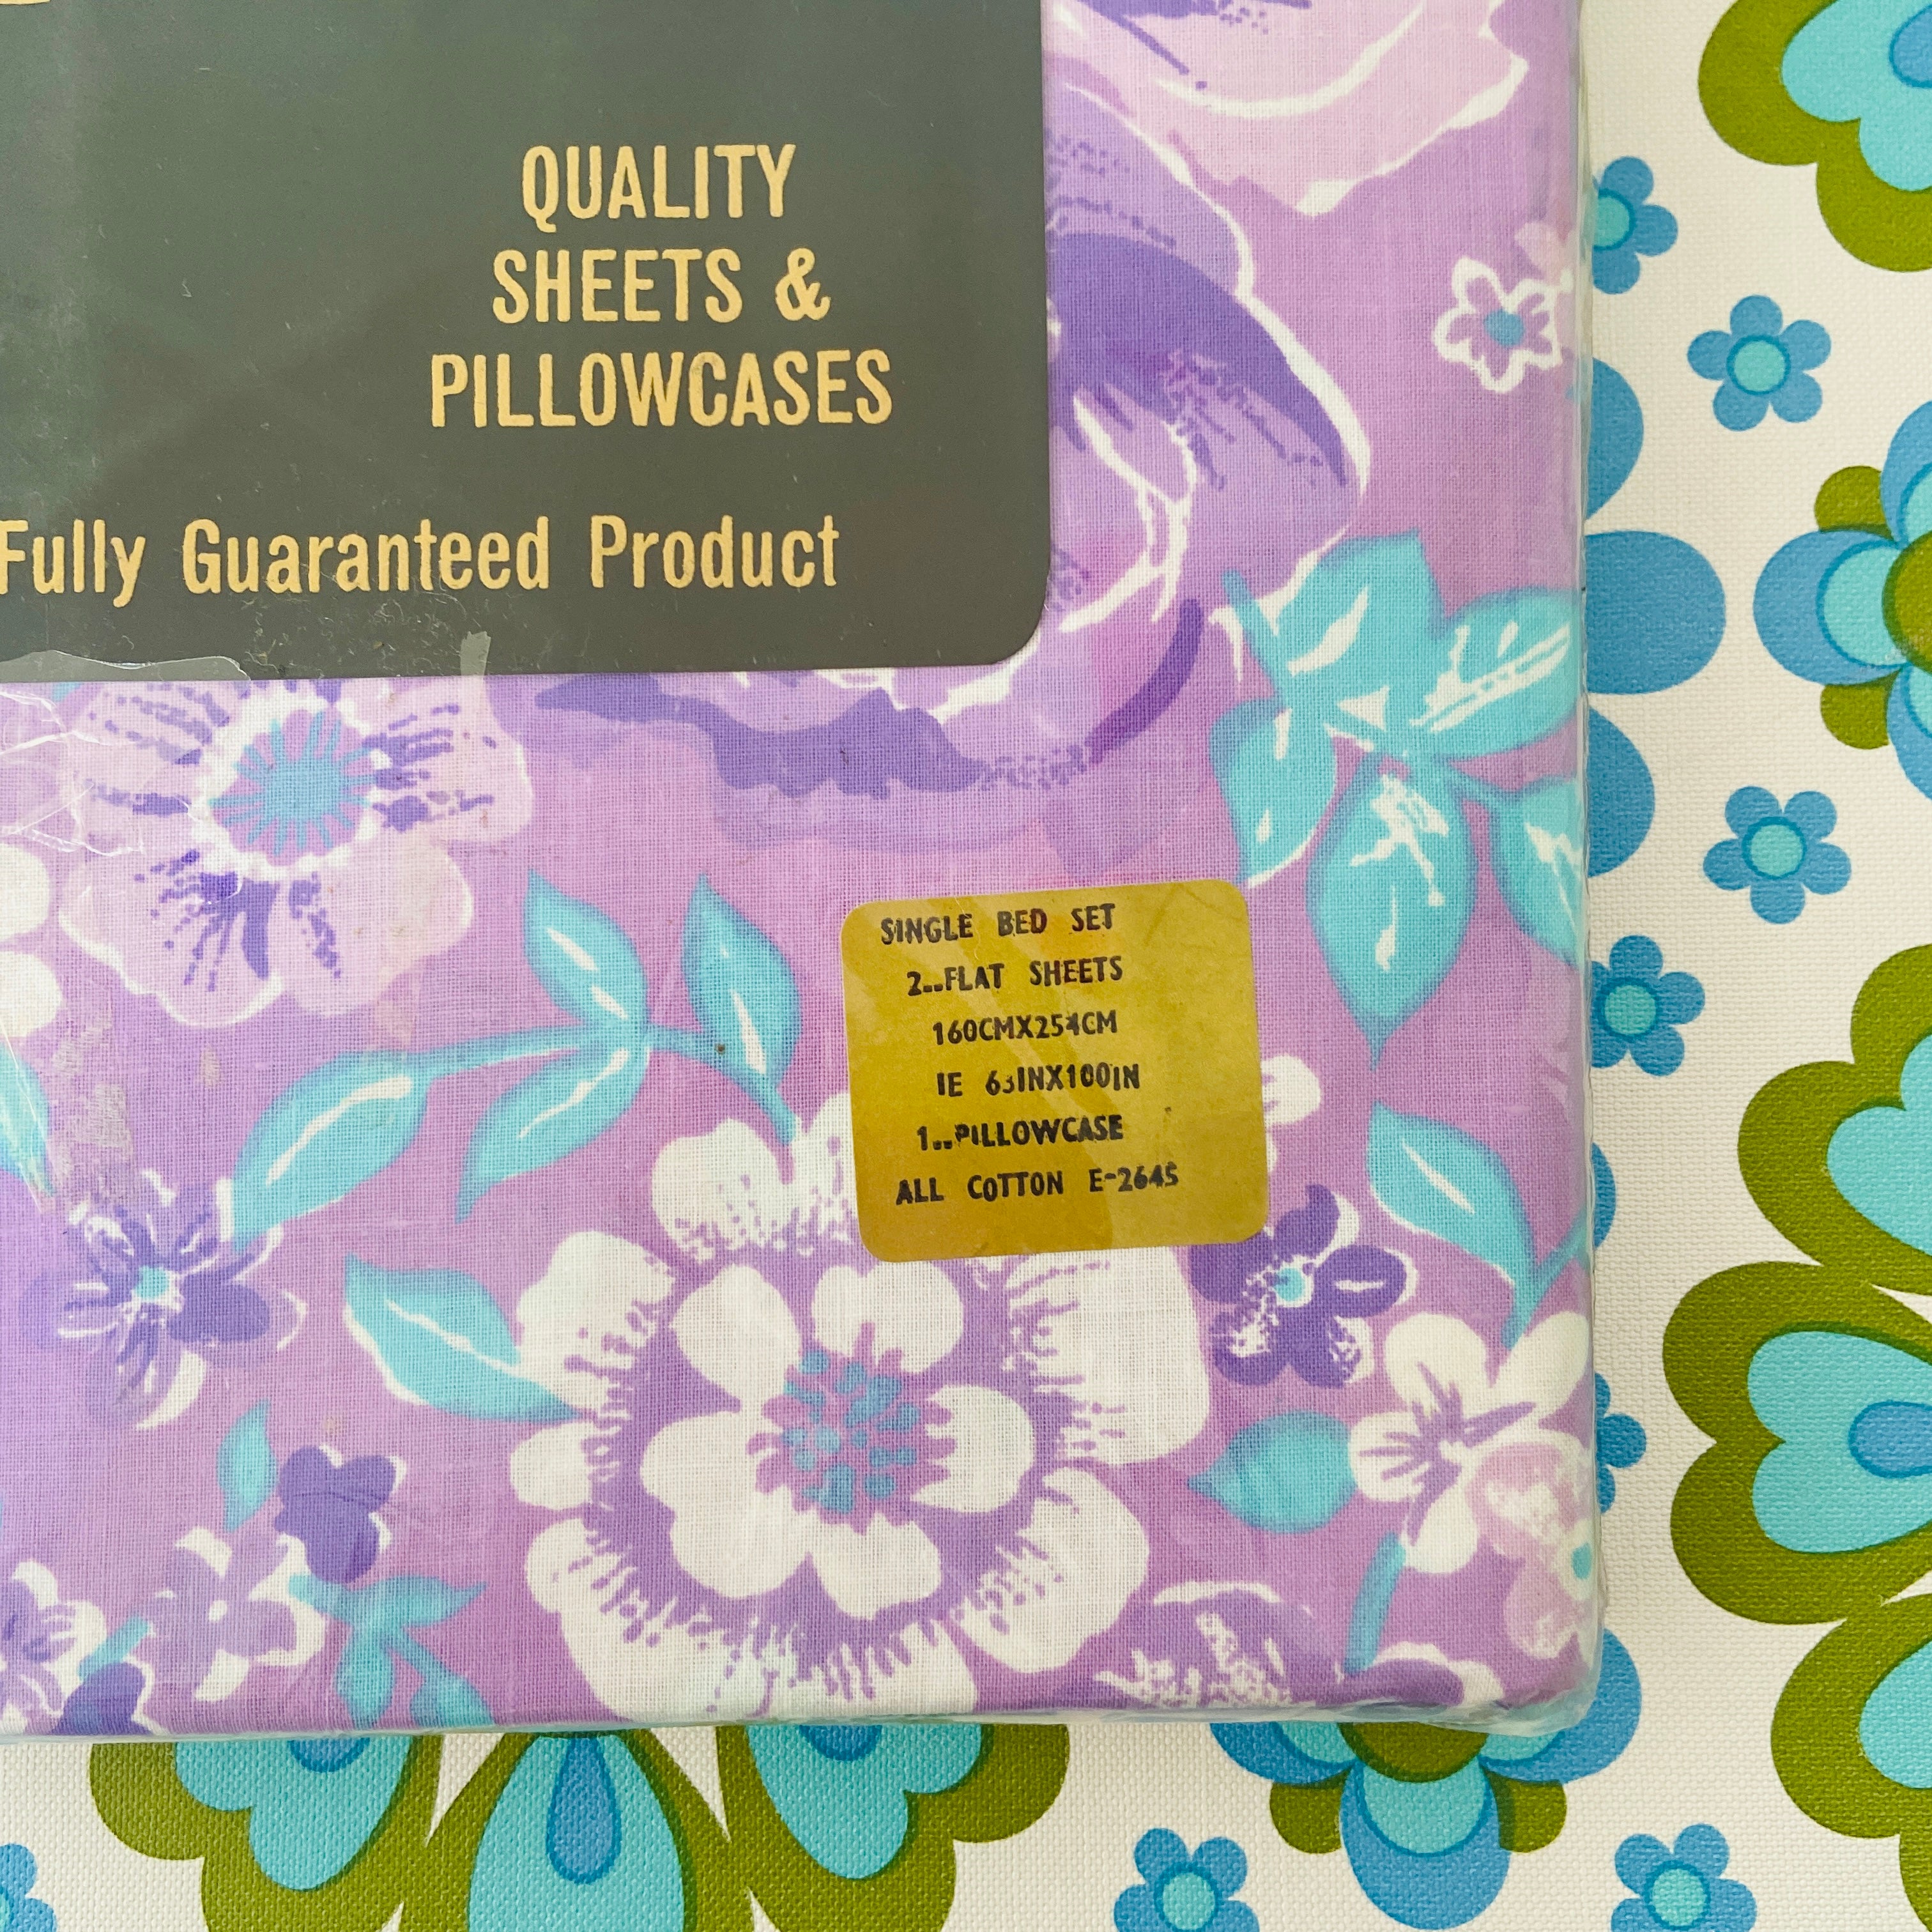 QUALITY
SHEETS &
PILLOWCASES
Fully Guaranteed Product
SINGLE BED SET
2..FLAT SHEETS
160CMX254CM
IE 63INX100IN
1..PILLOWCASE
ALL COTTON E-2645